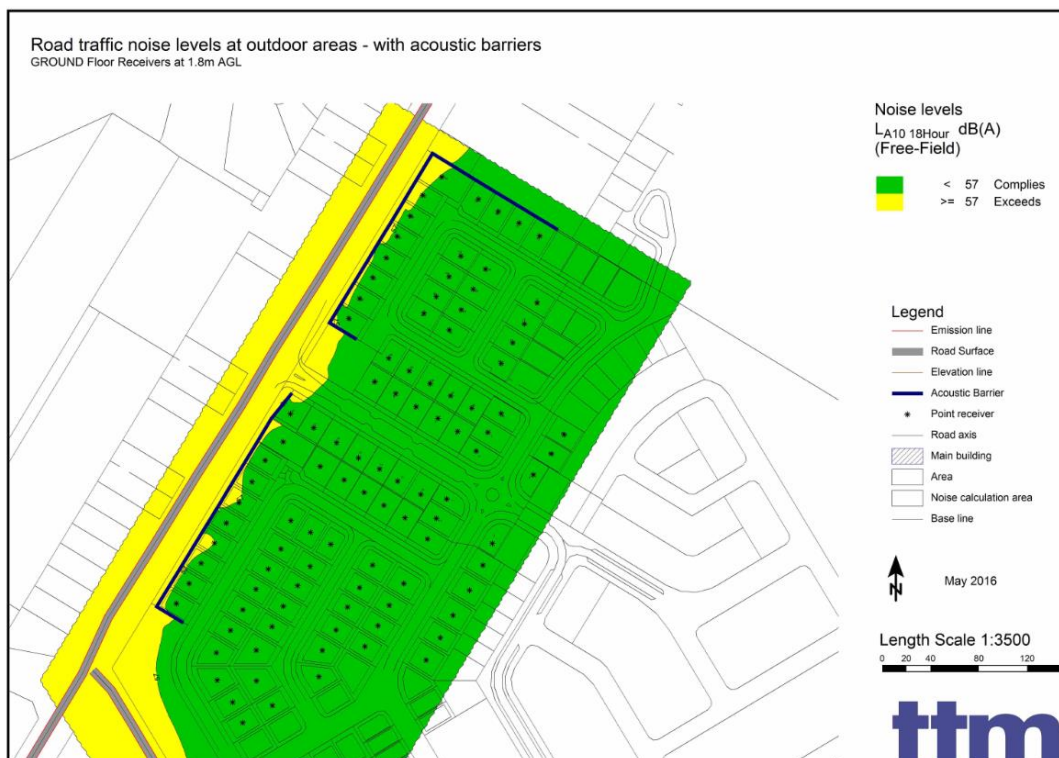 Road traffic noise levels at outdoor areas - with acoustic barriers
GROUND Floor Receivers at 1.8m AGL
Noise levels
LA10 18Hour dB(A)
(Free-Field)
< 57 Complies
>= 57 Exceeds
Legend
Emission line
Road Surface
Elevation line
Acoustic Barrier
Point receiver
Road axis
Main building
Area
Noise calculation area
Base line
N
May 2016
Length Scale 1:3500
0 20 40 80 120
ttm
57